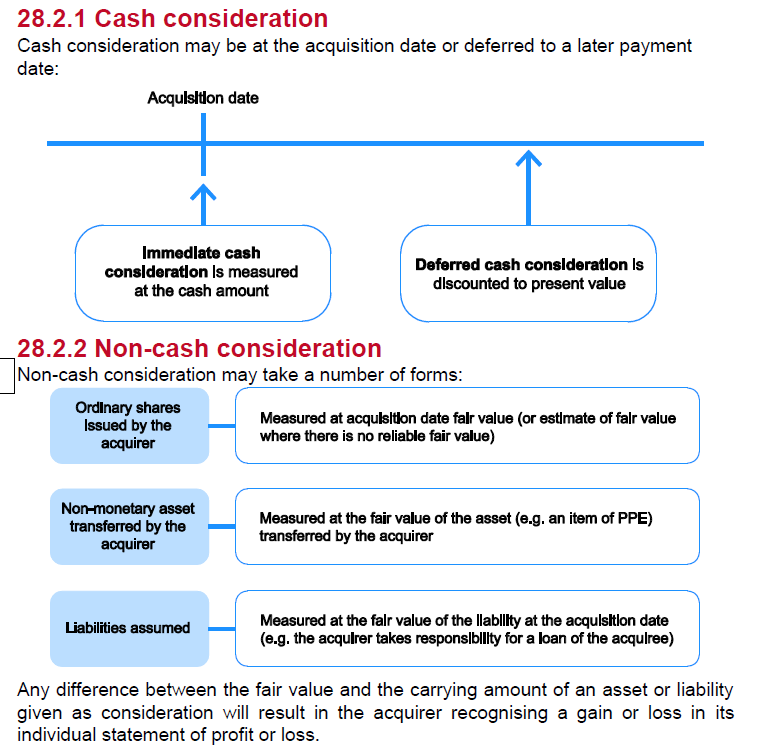 28.2.1 Cash consideration
Cash consideration may be at the acquisition date or deferred to a later payment
date:
Acquisition date
Immediate cash
consideration is measured
at the cash amount
Deferred cash consideration is
discounted to present value
28.2.2 Non-cash consideration
Non-cash consideration may take a number of forms:
Ordinary shares
issued by the
acquirer
Measured at acquisition date fair value (or estimate of fair value
where there is no reliable fair value)
Non-monetary asset
transferred by the
acquirer
Measured at the fair value of the asset (e.g. an item of PPE)
transferred by the acquirer
Liabilities assumed
Measured at the fair value of the liability at the acquisition date
(e.g. the acquirer takes responsibility for a loan of the acquiree)
Any difference between the fair value and the carrying amount of an asset or liability
given as consideration will result in the acquirer recognising a gain or loss in its
individual statement of profit or loss.